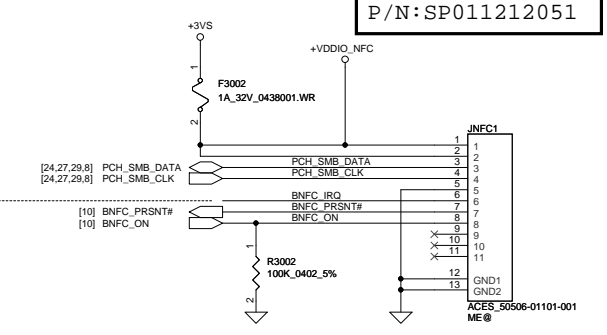 P/N:SP011212051
+3VS
+VDDIO_NFC
1
F3002
1A_32V_0438001.WR
2
JNFC1
1 1
2 2
[24,27,29,8] PCH_SMB_DATA PCH_SMB_DATA 3 3
[24,27,29,8] PCH_SMB_CLK PCH_SMB_CLK 4 4
5 5
BNFC_IRQ 6 6
[10] BNFC_PRSNT# BNFC_PRSNT# 7 7
[10] BNFC_ON BNFC_ON 8 8
9 9
10 10
11 11
1
R3002
100K_0402_5%
2
12 GND1
13 GND2
ACES_50506-01101-001
ME@